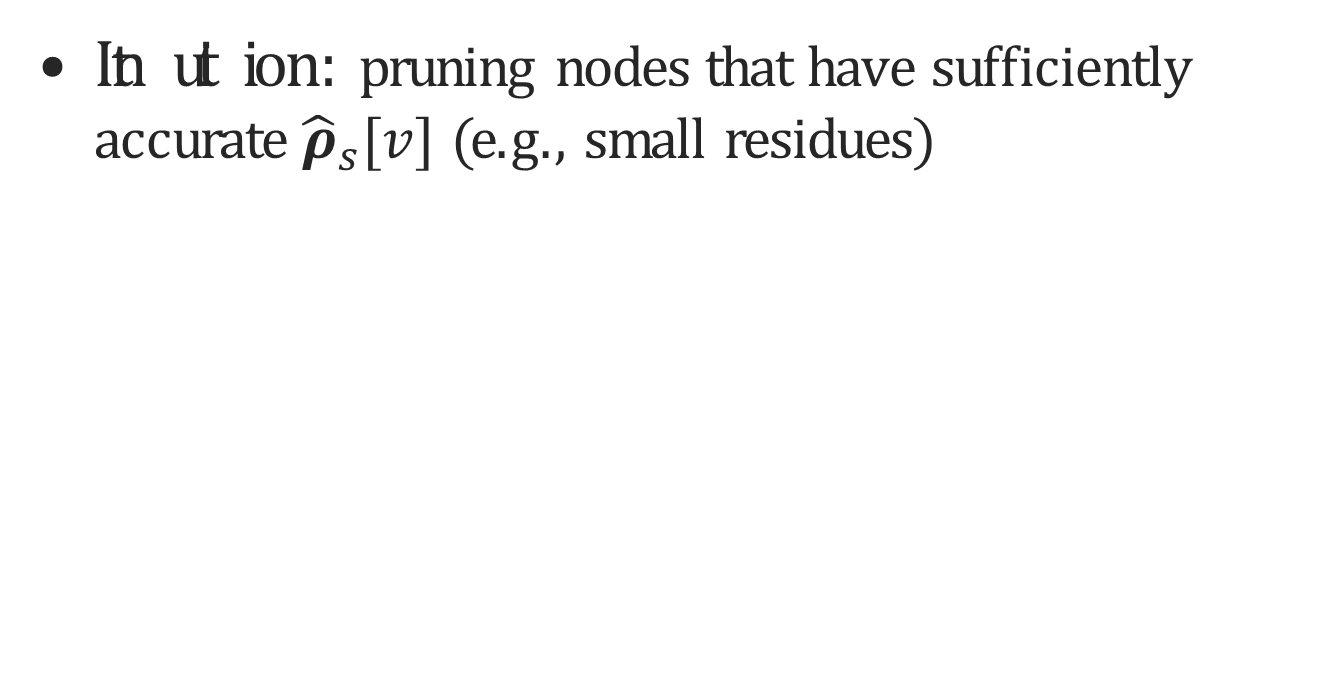 • Intuition: pruning nodes that have sufficiently
accurate 𝝆̂ₛ[𝑣] (e.g., small residues)